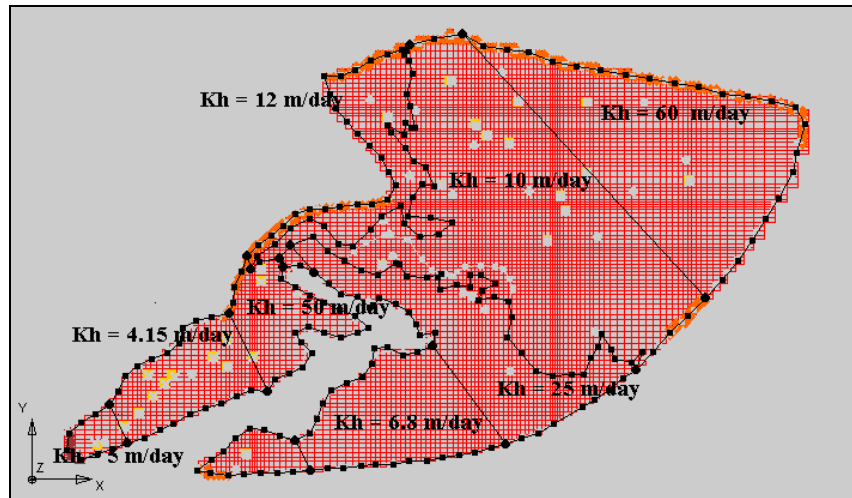 Kh = 12 m/day
Kh = 60 m/day
Kh = 10 m/day
Kh = 50 m/day
Kh = 4.15 m/day
Kh = 25 m/day
Kh = 6.8 m/day
Kh = 5 m/day
Y
Z
X